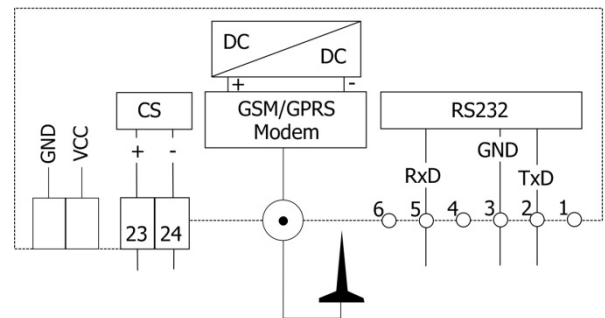 DC
DC
+ -
CS
GSM/GPRS
Modem
RS232
GND
VCC
+ -
GND
RxD
TxD
23 24
6 5 4 3 2 1